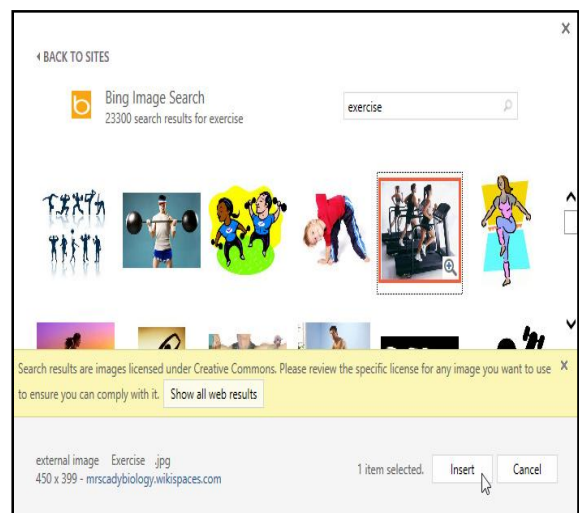 BACK TO SITES
Bing Image Search
23300 search results for exercise
exercise
Search results are images licensed under Creative Commons. Please review the specific license for any image you want to use
to ensure you can comply with it. Show all web results
external image Exercise .jpg
450 x 399 - mrscadybiology.wikispaces.com
1 item selected. Insert Cancel